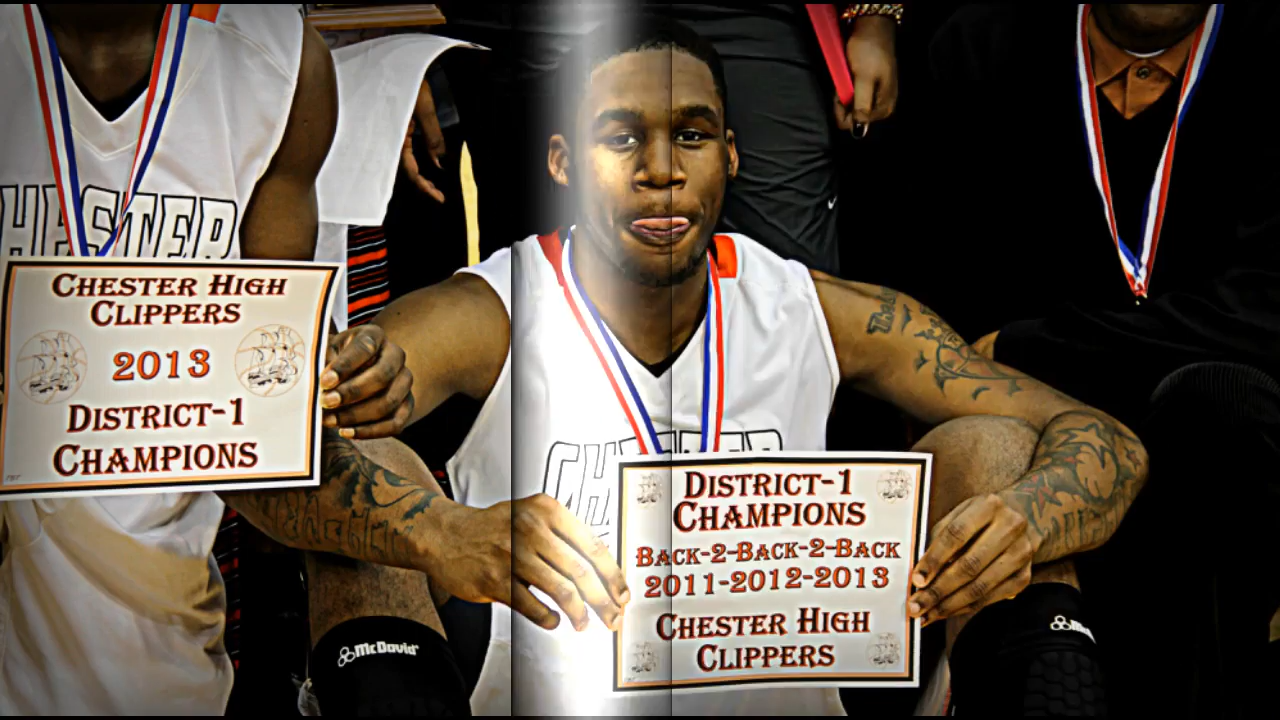 HESTER
CHESTER HIGH
CLIPPERS
2013
DISTRICT-1
CHAMPIONS
DISTRICT-1
CHAMPIONS
BACK-2-BACK-2-BACK
2011-2012-2013
CHESTER HIGH
CLIPPERS
McDavid